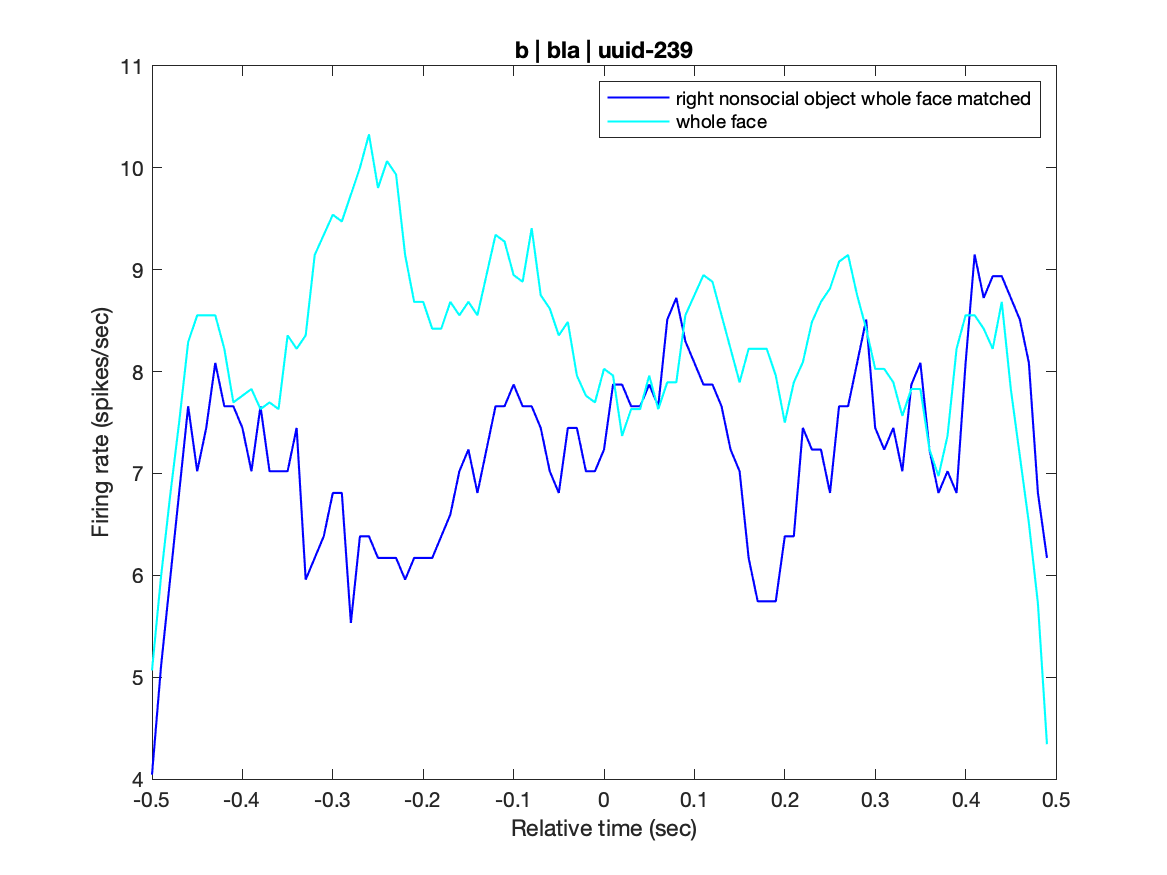 b | bla | uuid-239
right nonsocial object whole face matched
whole face
Firing rate (spikes/sec)
11
10
9
8
7
6
5
4
-0.5 -0.4 -0.3 -0.2 -0.1 0 0.1 0.2 0.3 0.4 0.5
Relative time (sec)